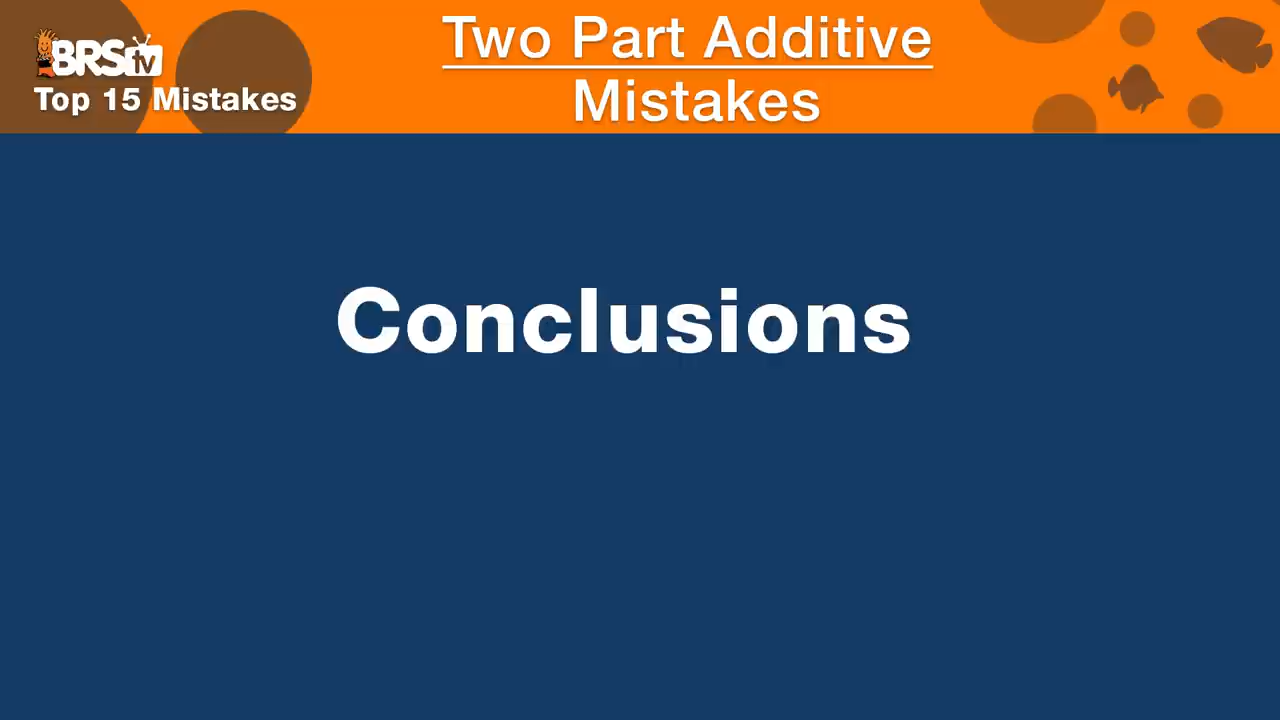 BRStv
Top 15 Mistakes
Two Part Additive
Mistakes
Conclusions